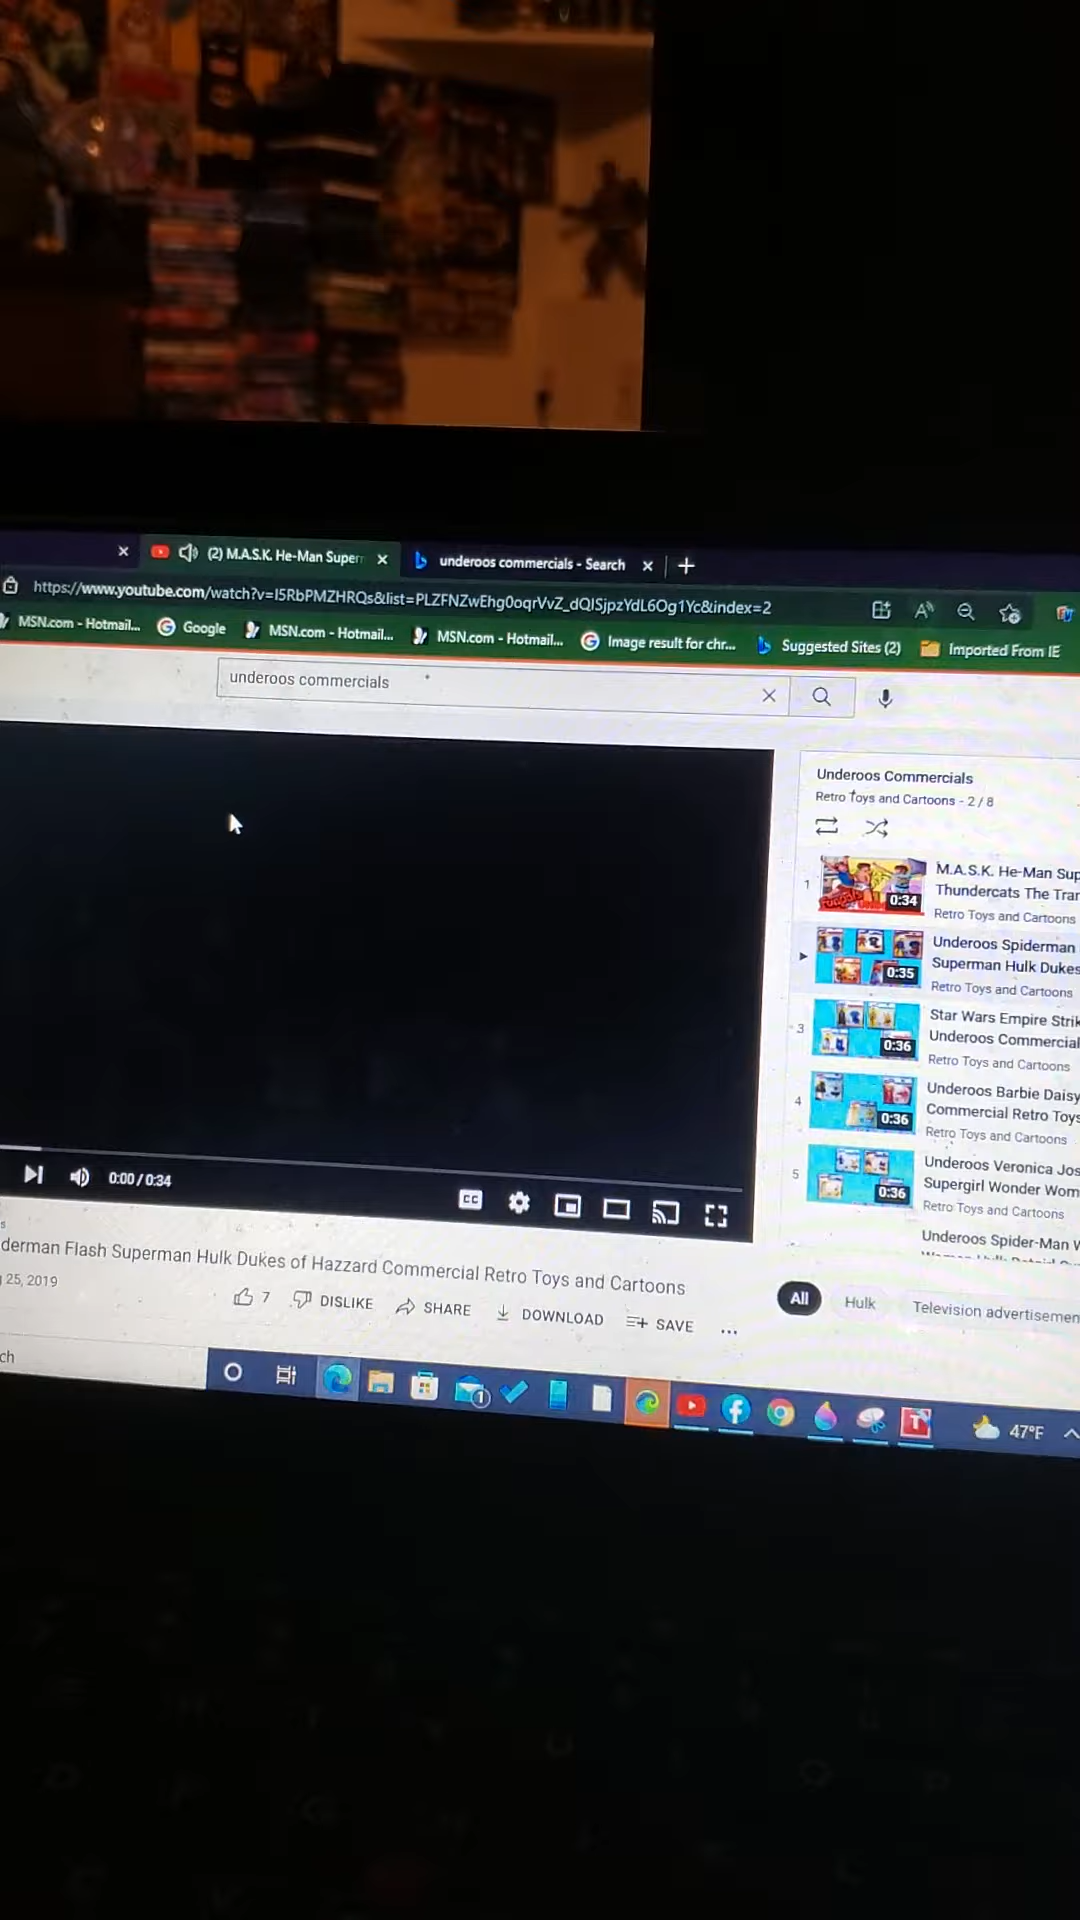 (2) M.A.S.K. He-Man Super
underoos commercials - Search
https://www.youtube.com/watch?v=I5RbPMZHRQs&list=PLZFNZwEhg0oqrVvZ_dQISjpzYdL6Og1Yc&index=2
MSN.com - Hotmail...
Google
MSN.com - Hotmail...
MSN.com - Hotmail...
Image result for chr...
Suggested Sites (2)
Imported From IE
underoos commercials
Underoos Commercials
Retro Toys and Cartoons - 2 / 8
1
M.A.S.K. He-Man Sup
Thundercats The Tran
Retro Toys and Cartoons
0:34
Underoos Spiderman
Superman Hulk Dukes
Retro Toys and Cartoons
0:35
3
Star Wars Empire Strik
Underoos Commercial
Retro Toys and Cartoons
0:36
4
Underoos Barbie Daisy
Commercial Retro Toys
Retro Toys and Cartoons
0:36
5
Underoos Veronica Jos
Supergirl Wonder Wom
Retro Toys and Cartoons
0:36
Underoos Spider-Man W
0:00 / 0:34
CC
derman Flash Superman Hulk Dukes of Hazzard Commercial Retro Toys and Cartoons
25, 2019
7
DISLIKE
SHARE
DOWNLOAD
SAVE
All
Hulk
Television advertisemen
ch
1
47°F